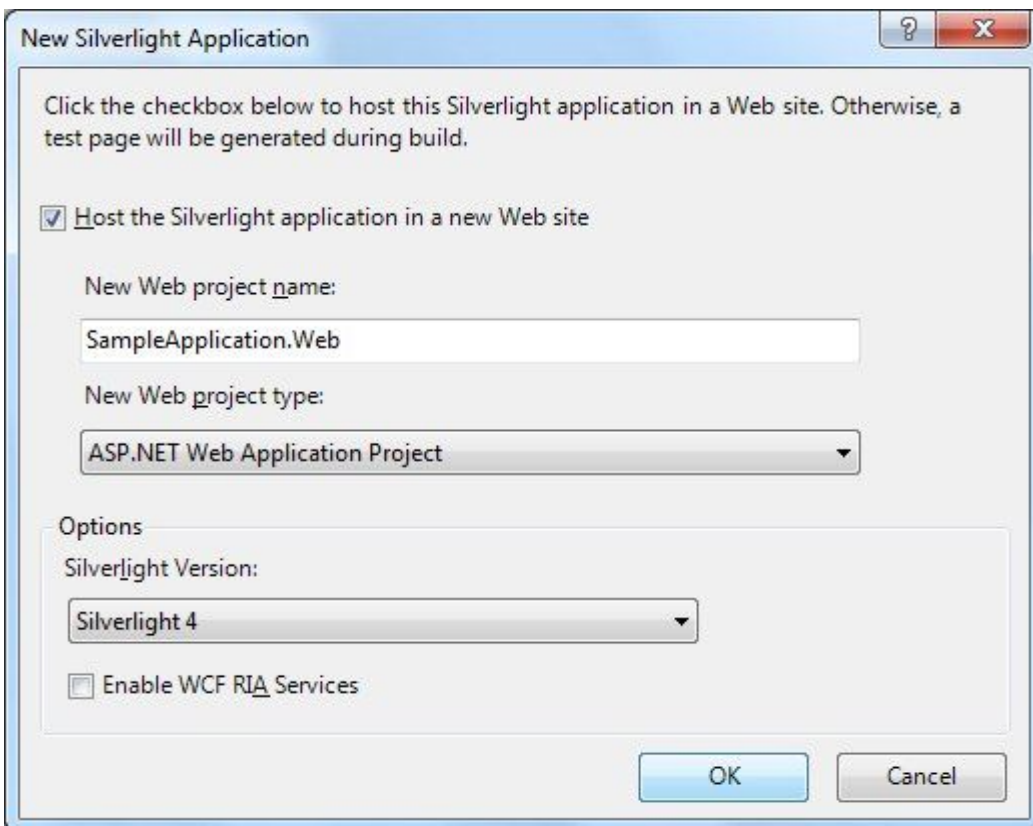 New Silverlight Application
?
Click the checkbox below to host this Silverlight application in a Web site. Otherwise, a
test page will be generated during build.
Host the Silverlight application in a new Web site
New Web project name:
SampleApplication.Web
New Web project type:
ASP.NET Web Application Project
Options
Silverlight Version:
Silverlight 4
Enable WCF RIA Services
OK Cancel